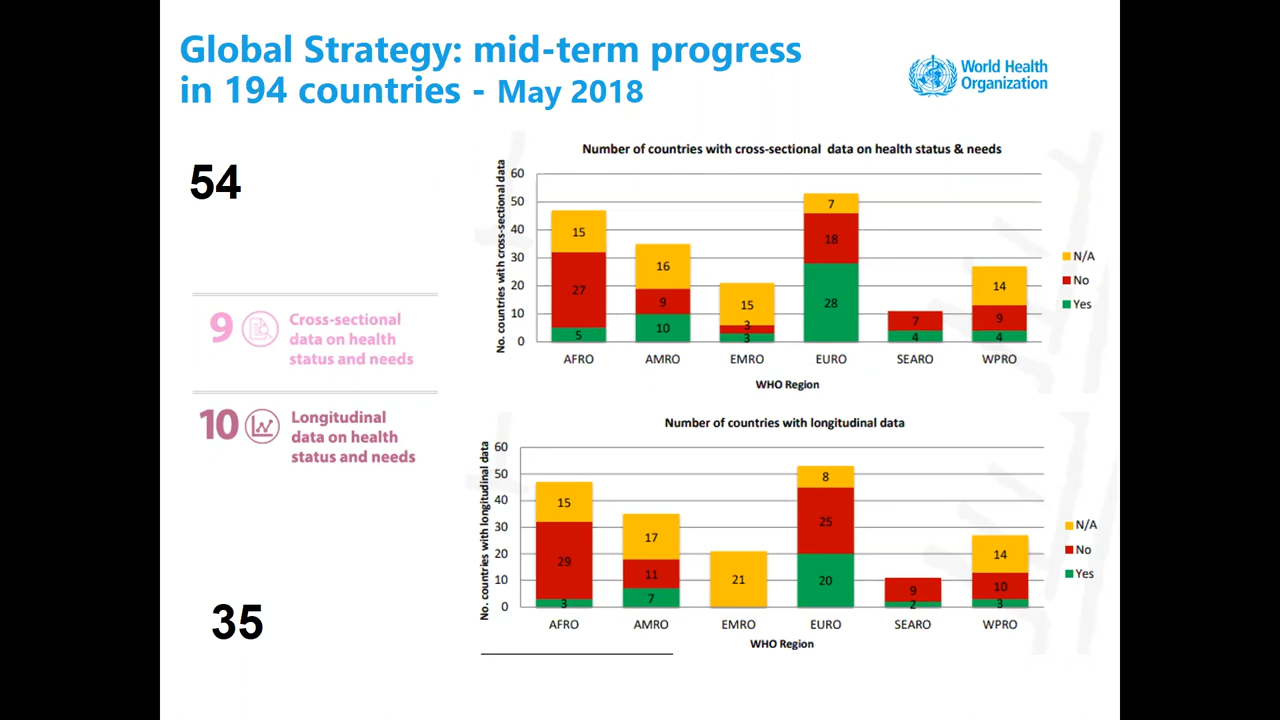 Global Strategy: mid-term progress
in 194 countries - May 2018
World Health
Organization
54
9
Cross-sectional
data on health
status and needs
10
Longitudinal
data on health
status and needs
35
Number of countries with cross-sectional data on health status & needs
No. countries with cross-sectional data
60
50
40
30
20
10
0
15
27
5
16
9
10
15
3
3
7
18
28
7
4
14
9
4
AFRO
AMRO
EMRO
EURO
SEARO
WPRO
WHO Region
N/A
No
Yes
Number of countries with longitudinal data
No. countries with longitudinal data
60
50
40
30
20
10
0
15
29
3
17
11
7
21
8
25
20
9
2
14
10
3
AFRO
AMRO
EMRO
EURO
SEARO
WPRO
WHO Region
N/A
No
Yes